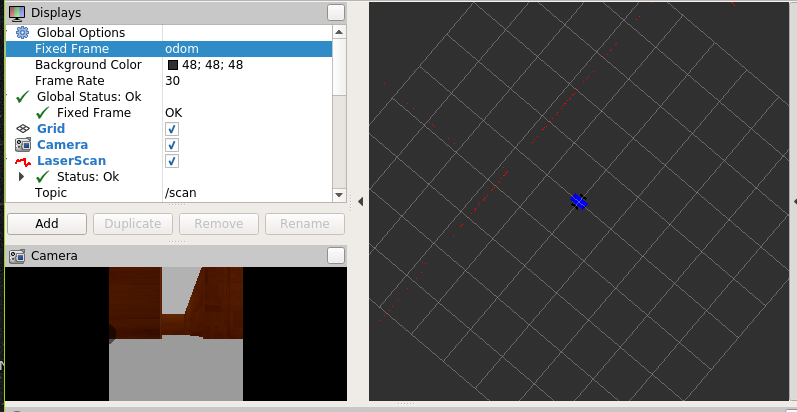 Displays
Global Options
Fixed Frame odom
Background Color 48; 48; 48
Frame Rate 30
Global Status: Ok
Fixed Frame OK
Grid
Camera
LaserScan
Status: Ok
Topic /scan
Add Duplicate Remove Rename
Camera